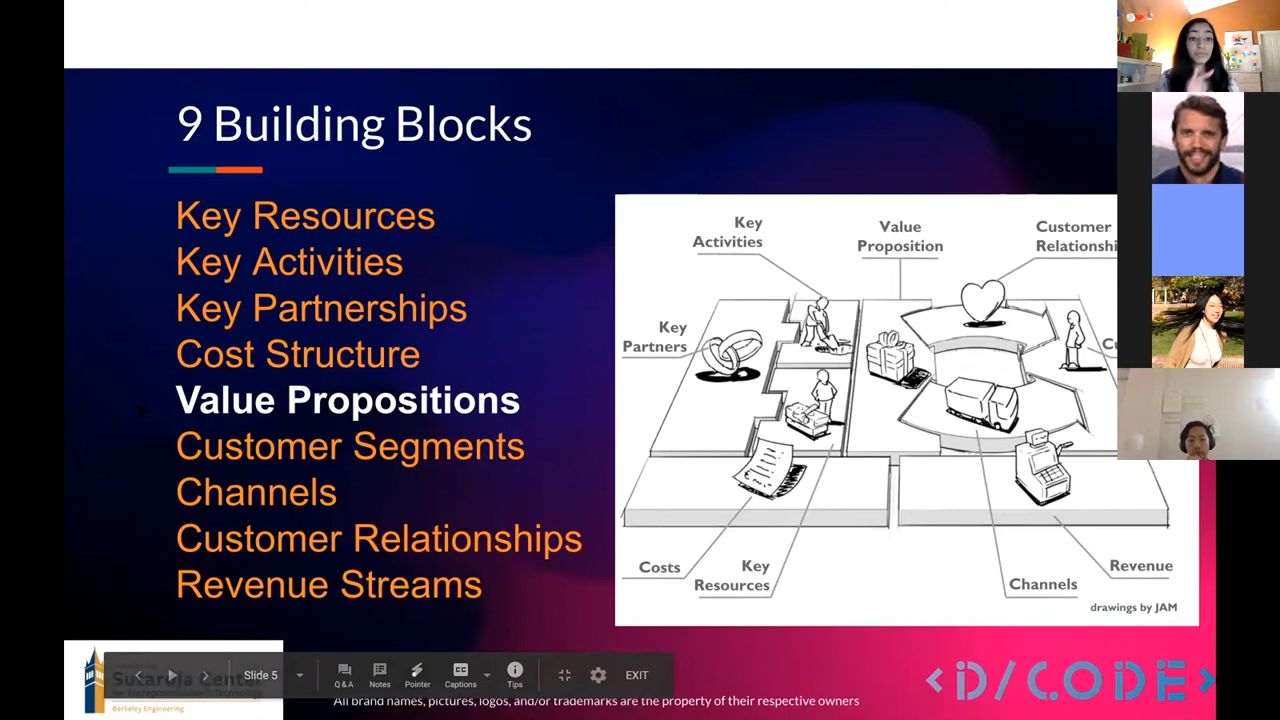 9 Building Blocks
Key Resources
Key Activities
Key Partnerships
Cost Structure
Value Propositions
Customer Segments
Channels
Customer Relationships
Revenue Streams
Key
Activities
Value
Proposition
Customer
Relationshi
Key
Partners
Costs
Key
Resources
Channels
Revenue
drawings by JAM
Slide 5
Q & A
Notes
Pointer
Captions
Tips
EXIT
Sutardja Center
Berkeley Engineering
All brand names, pictures, logos, and/or trademarks are the property of their respective owners
<D/CODE>